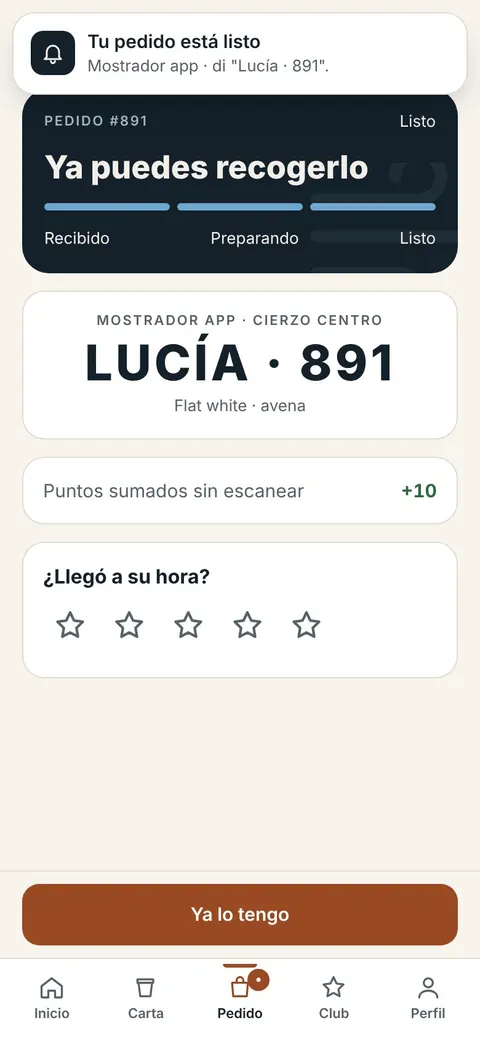 Tu pedido está listo
Mostrador app · di "Lucía · 891".
PEDIDO #891
Listo
Ya puedes recogerlo
Recibido
Preparando
Listo
MOSTRADOR APP · CIERZO CENTRO
LUCÍA · 891
Flat white · avena
Puntos sumados sin escanear
+10
¿Llegó a su hora?
Ya lo tengo
Inicio
Carta
Pedido
Club
Perfil